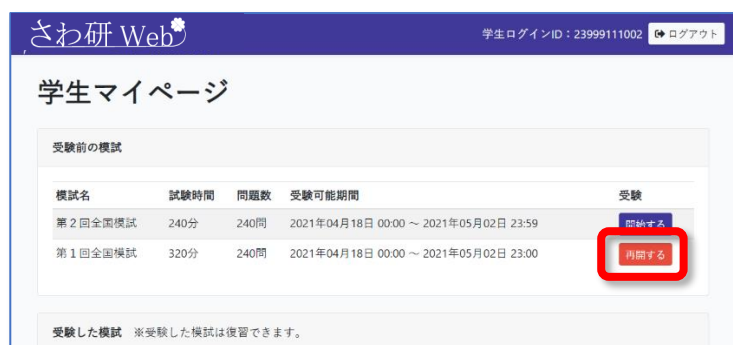 さわ研 Web
学生ログインID：23999111002 ログアウト
学生マイページ
受験前の模試
模試名 試験時間 問題数 受験可能期間 受験
第２回全国模試 240分 240問 2021年04月18日 00:00 ～ 2021年05月02日 23:59 開始する
第１回全国模試 320分 240問 2021年04月18日 00:00 ～ 2021年05月02日 23:00 再開する
受験した模試 ※受験した模試は復習できます。